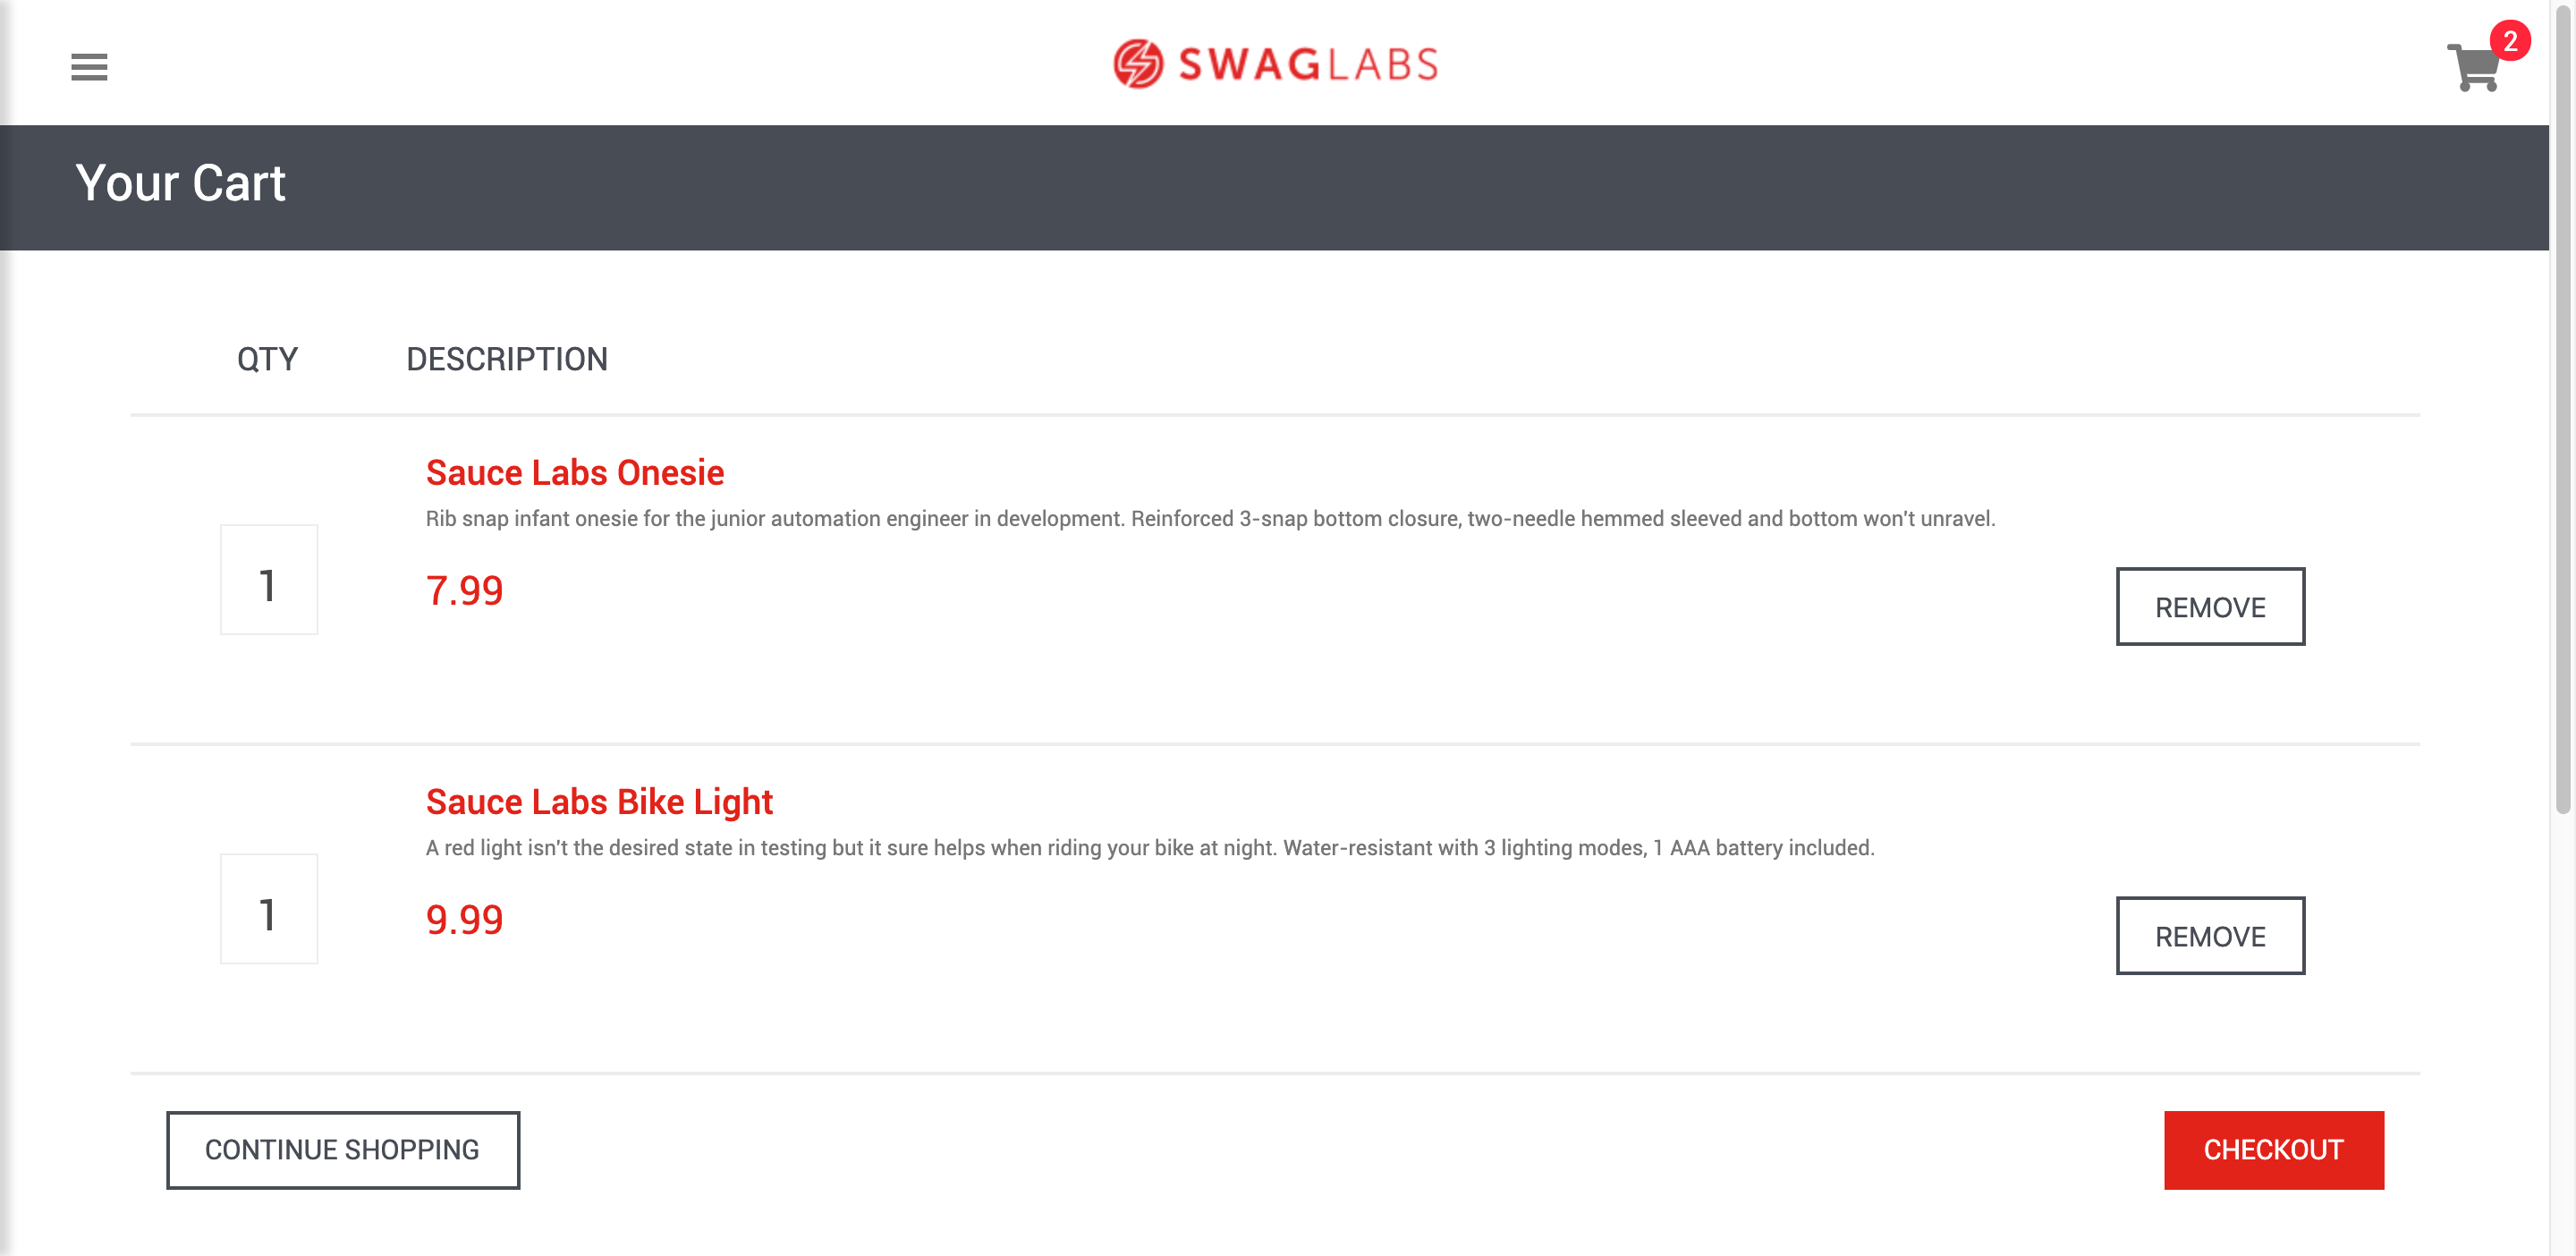 SWAGLABS
2
Your Cart
QTY DESCRIPTION
Sauce Labs Onesie
Rib snap infant onesie for the junior automation engineer in development. Reinforced 3-snap bottom closure, two-needle hemmed sleeved and bottom won't unravel.
1
7.99
REMOVE
Sauce Labs Bike Light
A red light isn't the desired state in testing but it sure helps when riding your bike at night. Water-resistant with 3 lighting modes, 1 AAA battery included.
1
9.99
REMOVE
CONTINUE SHOPPING
CHECKOUT